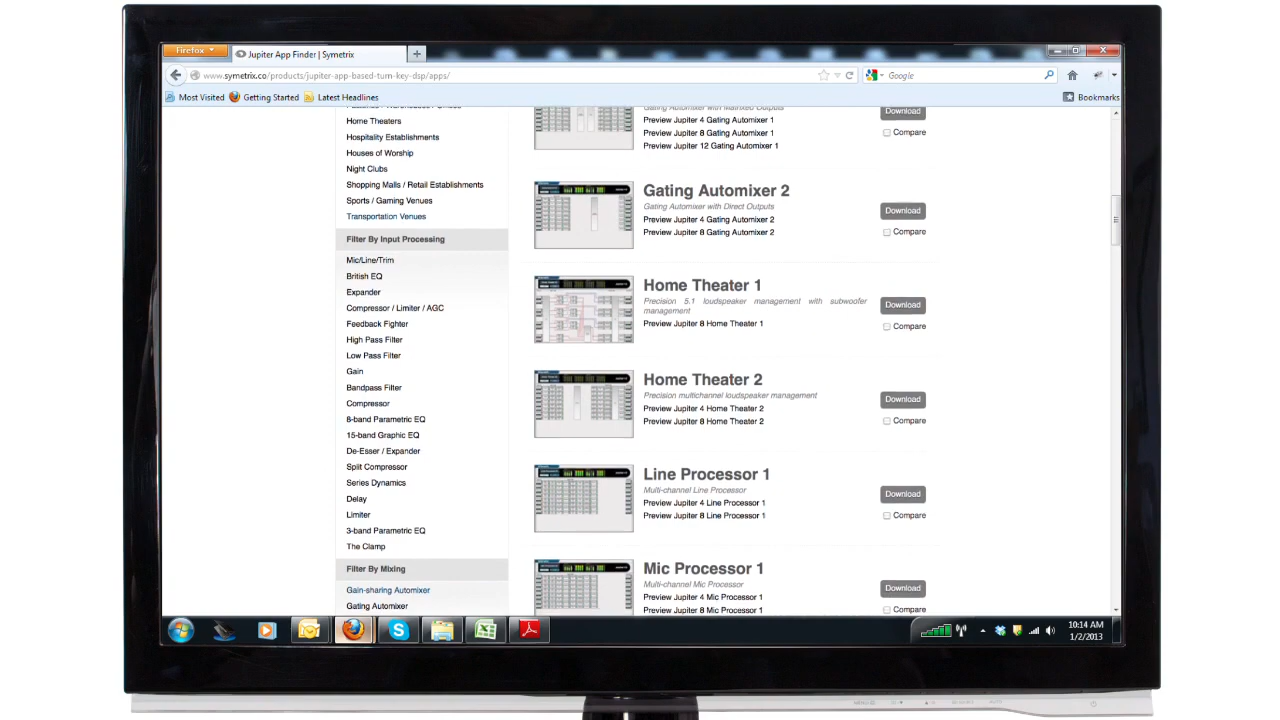 Firefox
Jupiter App Finder | Symetrix
+
www.symetrix.co/products/jupiter-app-based-turn-key-dsp/apps/
Google
Most Visited
Getting Started
Latest Headlines
Bookmarks
Home Theaters
Hospitality Establishments
Houses of Worship
Night Clubs
Shopping Malls / Retail Establishments
Sports / Gaming Venues
Transportation Venues
Filter By Input Processing
Mic/Line/Trim
British EQ
Expander
Compressor / Limiter / AGC
Feedback Fighter
High Pass Filter
Low Pass Filter
Gain
Bandpass Filter
Compressor
8-band Parametric EQ
15-band Graphic EQ
De-Esser / Expander
Split Compressor
Series Dynamics
Delay
Limiter
3-band Parametric EQ
The Clamp
Filter By Mixing
Gain-sharing Automixer
Gating Automixer
Gating Automixer with Matrixed Outputs
Preview Jupiter 4 Gating Automixer 1
Preview Jupiter 8 Gating Automixer 1
Preview Jupiter 12 Gating Automixer 1
Download
Compare
Gating Automixer 2
Gating Automixer with Direct Outputs
Preview Jupiter 4 Gating Automixer 2
Preview Jupiter 8 Gating Automixer 2
Download
Compare
Home Theater 1
Precision 5.1 loudspeaker management with subwoofer
management
Preview Jupiter 8 Home Theater 1
Download
Compare
Home Theater 2
Precision multichannel loudspeaker management
Preview Jupiter 4 Home Theater 2
Preview Jupiter 8 Home Theater 2
Download
Compare
Line Processor 1
Multi-channel Line Processor
Preview Jupiter 4 Line Processor 1
Preview Jupiter 8 Line Processor 1
Download
Compare
Mic Processor 1
Multi-channel Mic Processor
Preview Jupiter 4 Mic Processor 1
Preview Jupiter 8 Mic Processor 1
Download
Compare
10:14 AM
1/2/2013